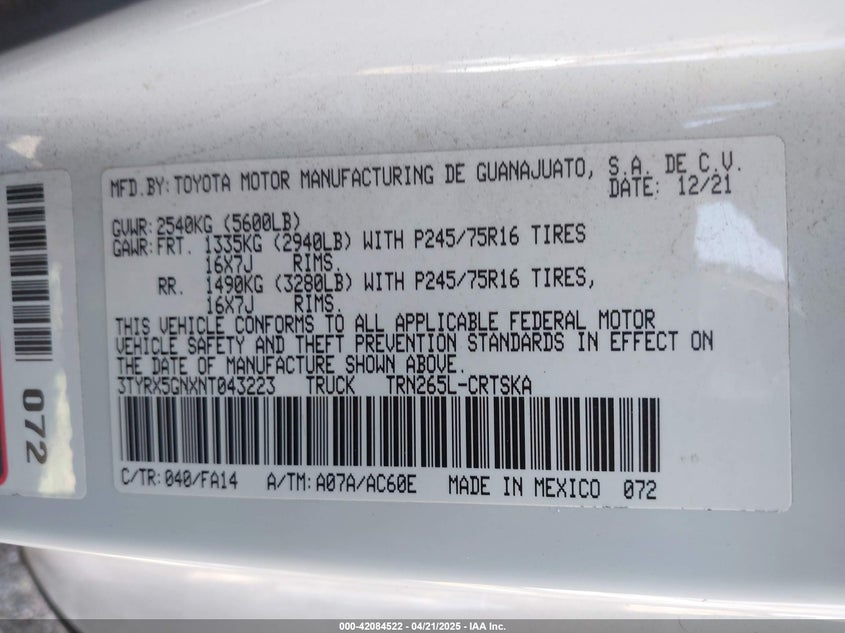 MFD.BY:TOYOTA MOTOR MANUFACTURING DE GUANAJUATO, S.A. DE C.V.
DATE: 12/21
GVWR:2540KG (5600LB)
GAWR:FRT. 1335KG (2940LB) WITH P245/75R16 TIRES
16X7J RIMS.
RR. 1490KG (3280LB) WITH P245/75R16 TIRES,
16X7J RIMS.
THIS VEHICLE CONFORMS TO ALL APPLICABLE FEDERAL MOTOR
VEHICLE SAFETY AND THEFT PREVENTION STANDARDS IN EFFECT ON
THE DATE OF MANUFACTURE SHOWN ABOVE.
3TYRX5GNXNT043223 TRUCK TRN265L-CRTSKA
C/TR:040/FA14 A/TM:A07A/AC60E MADE IN MEXICO 072
072
000-42084522 - 04/21/2025 - IAA Inc.